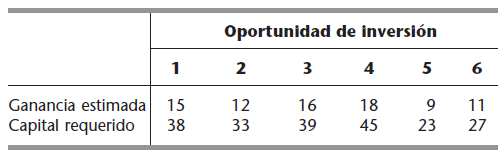 Oportunidad de inversión
1 2 3 4 5 6
Ganancia estimada 15 12 16 18 9 11
Capital requerido 38 33 39 45 23 27